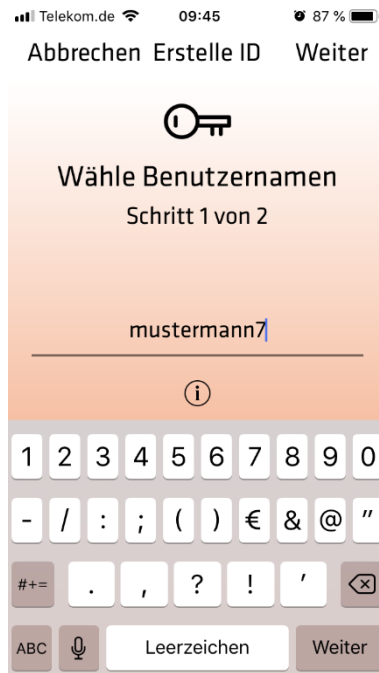 Telekom.de 09:45 87 %
Abbrechen Erstelle ID Weiter
Wähle Benutzernamen
Schritt 1 von 2
mustermann7
i
1 2 3 4 5 6 7 8 9 0
- / : ; ( ) € & @ "
#+= . , ? ! '
ABC Leerzeichen Weiter